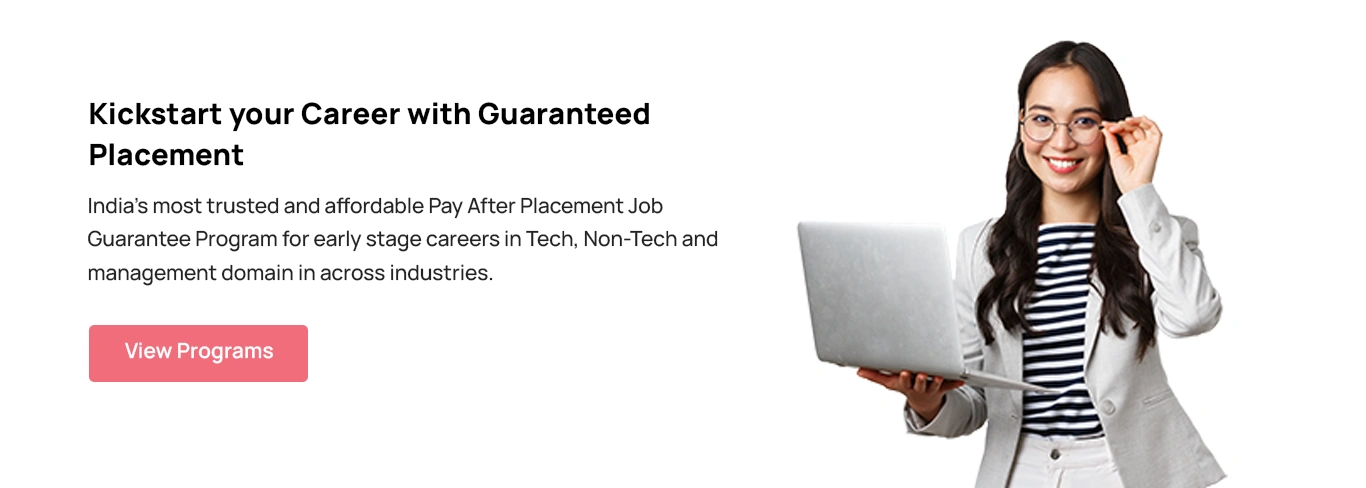 Kickstart your Career with Guaranteed
Placement
India's most trusted and affordable Pay After Placement Job
Guarantee Program for early stage careers in Tech, Non-Tech and
management domain in across industries.
View Programs